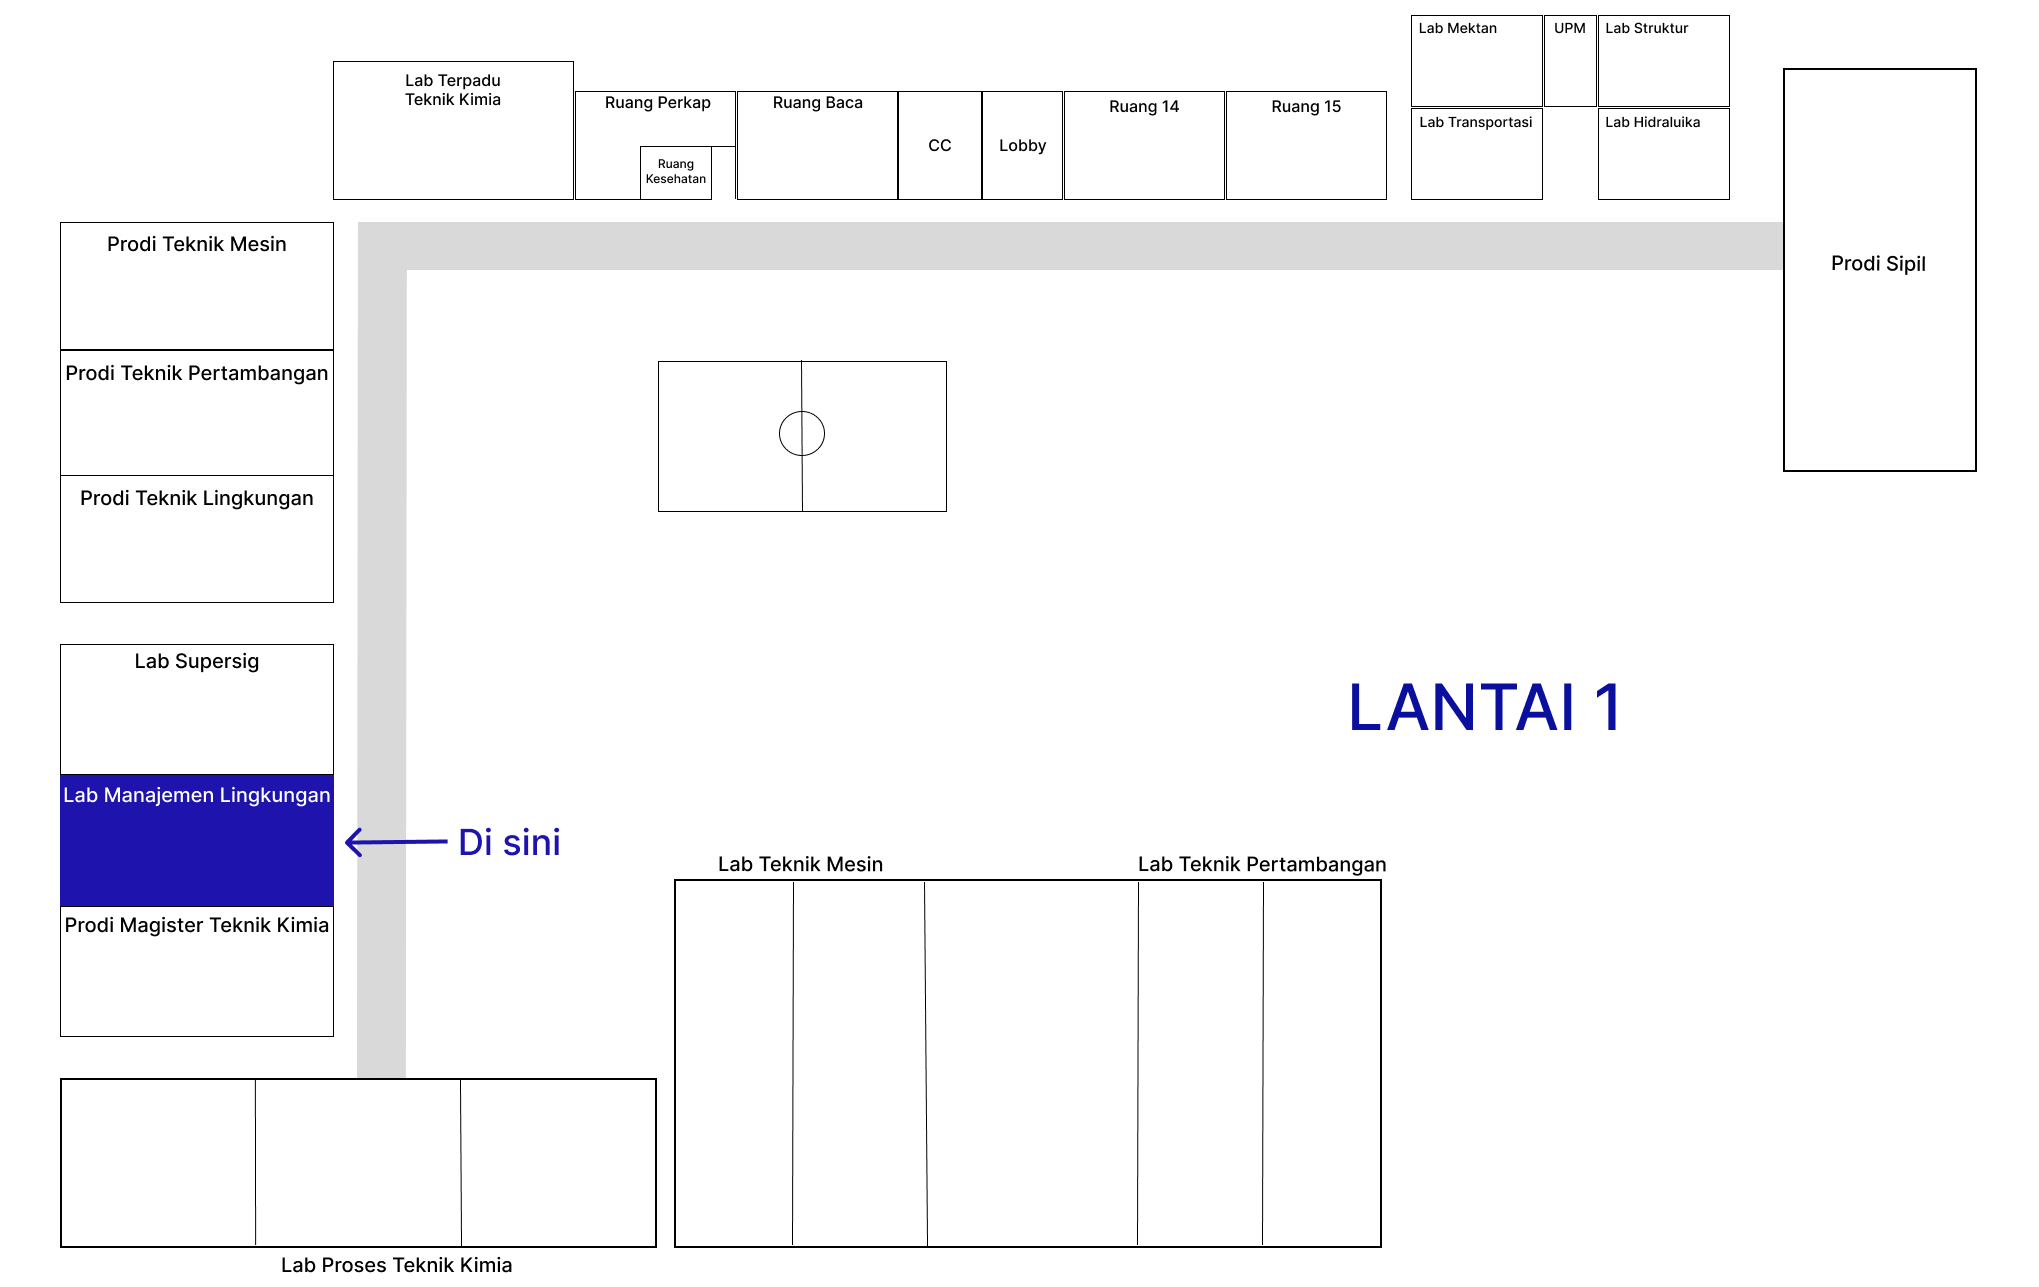 Lab Mektan
UPM
Lab Struktur
Lab Terpadu
Teknik Kimia
Ruang Perkap
Ruang Baca
Ruang 14
Ruang 15
Lab Transportasi
Lab Hidraluika
CC
Lobby
Ruang
Kesehatan
Prodi Teknik Mesin
Prodi Sipil
Prodi Teknik Pertambangan
Prodi Teknik Lingkungan
Lab Supersig
LANTAI 1
Lab Manajemen Lingkungan
Di sini
Lab Teknik Mesin
Lab Teknik Pertambangan
Prodi Magister Teknik Kimia
Lab Proses Teknik Kimia